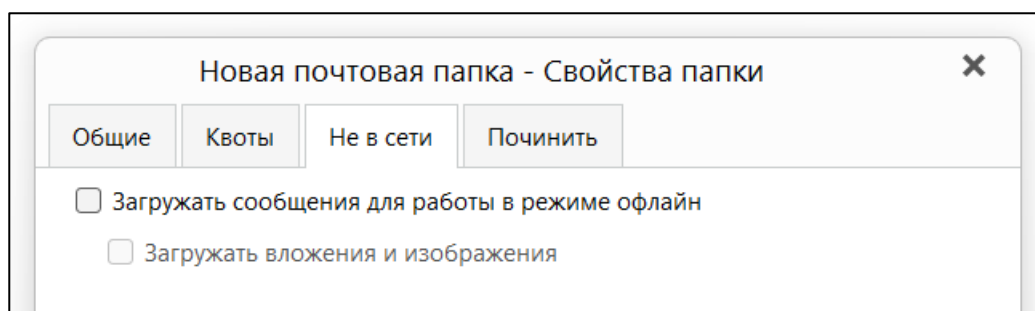 Новая почтовая папка - Свойства папки
Общие Квоты Не в сети Починить
Загружать сообщения для работы в режиме офлайн
Загружать вложения и изображения